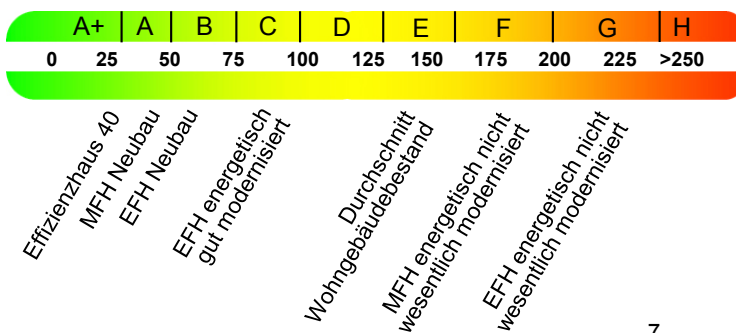 A+ A B C D E F G H
0 25 50 75 100 125 150 175 200 225 >250
Effizienzhaus 40
MFH Neubau
EFH Neubau
EFH energetisch
gut modernisiert
Durchschnitt
Wohngebäudebestand
MFH energetisch nicht
wesentlich modernisiert
EFH energetisch nicht
wesentlich modernisiert
7